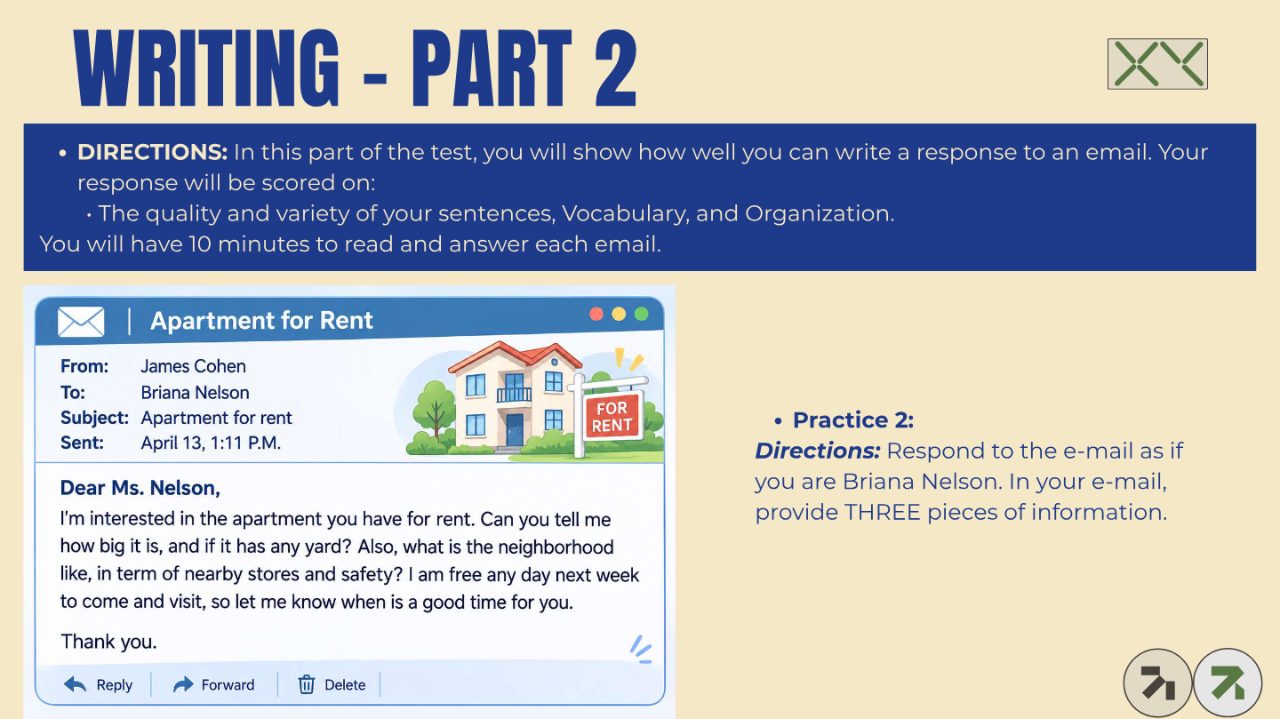 WRITING - PART 2
• DIRECTIONS: In this part of the test, you will show how well you can write a response to an email. Your
response will be scored on:
• The quality and variety of your sentences, Vocabulary, and Organization.
You will have 10 minutes to read and answer each email.
Apartment for Rent
From: James Cohen
To: Briana Nelson
Subject: Apartment for rent
Sent: April 13, 1:11 P.M.
FOR
RENT
Dear Ms. Nelson,
I'm interested in the apartment you have for rent. Can you tell me
how big it is, and if it has any yard? Also, what is the neighborhood
like, in term of nearby stores and safety? I am free any day next week
to come and visit, so let me know when is a good time for you.
Thank you.
Reply Forward Delete
• Practice 2:
Directions: Respond to the e-mail as if
you are Briana Nelson. In your e-mail,
provide THREE pieces of information.